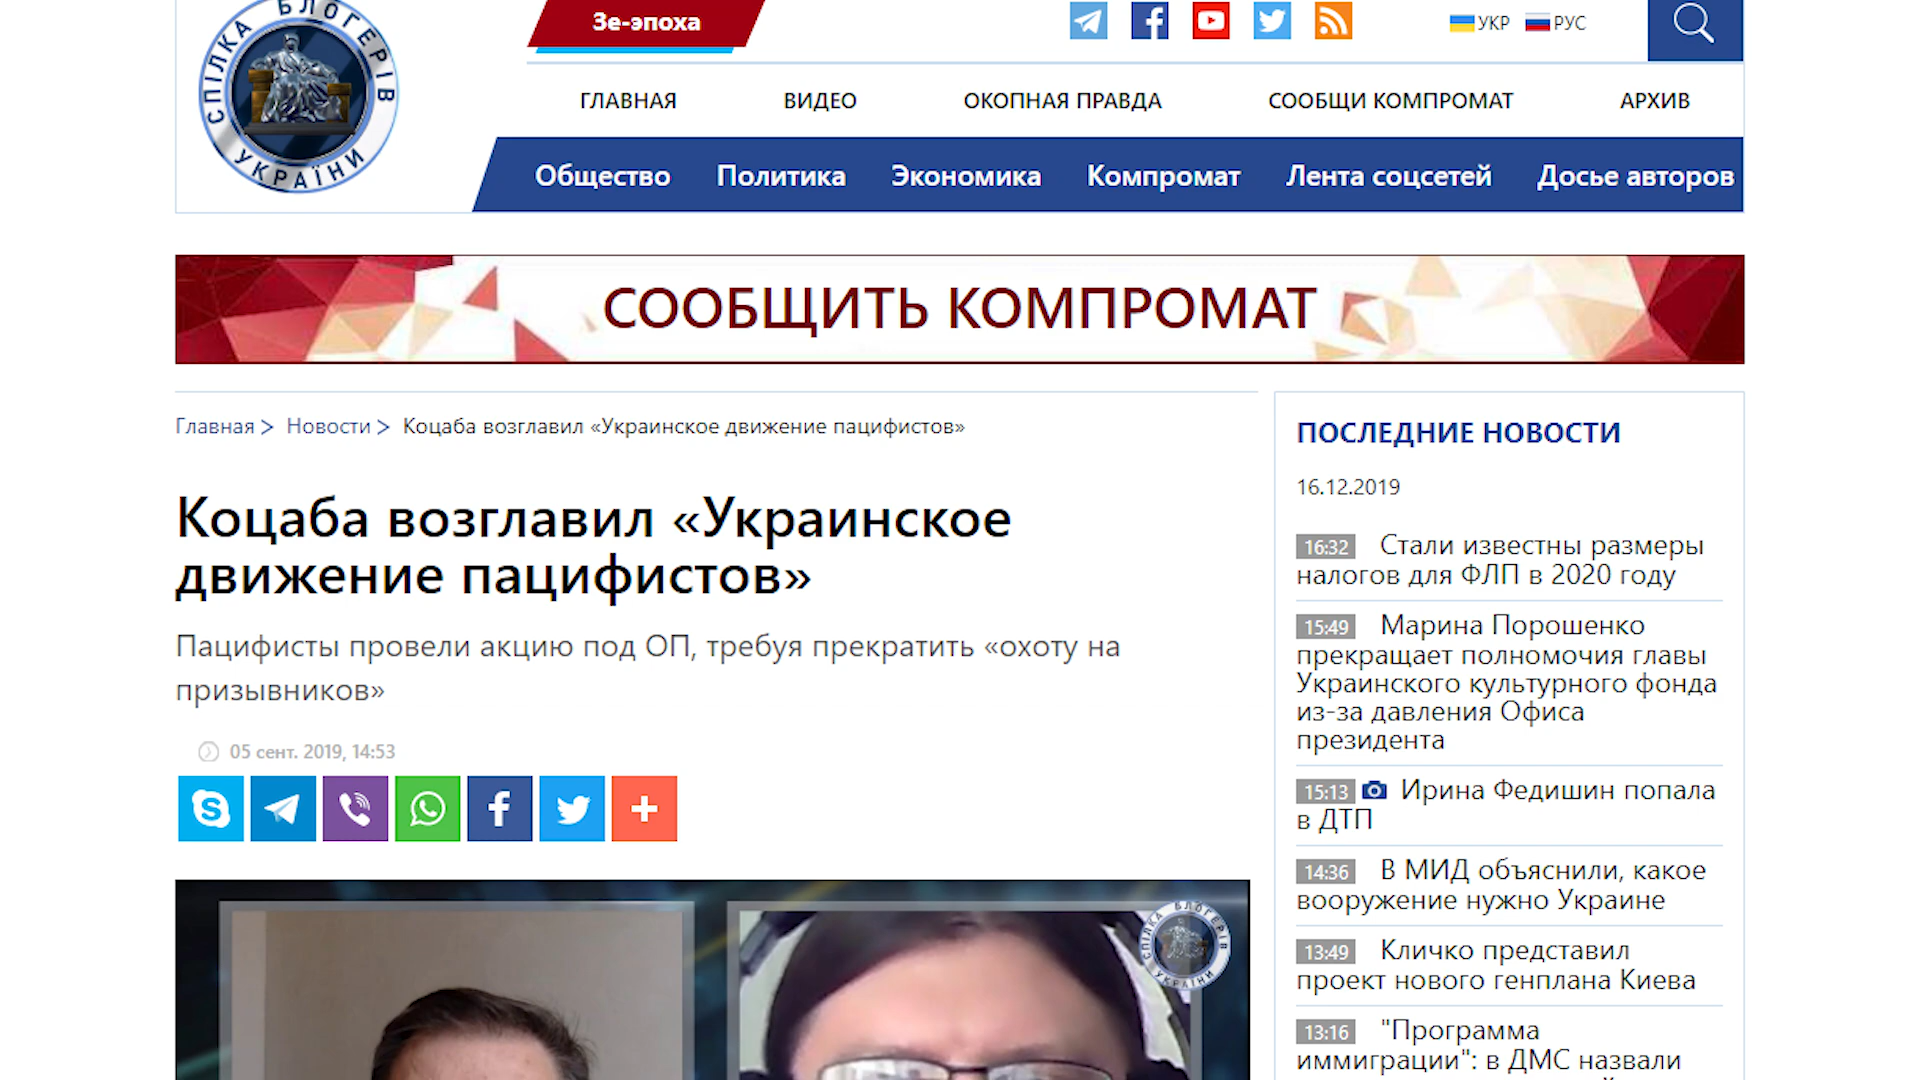 СПІЛКА БЛОГЕРІВ УКРАЇНИ
Зе-эпоха
УКР РУС
ГЛАВНАЯ ВИДЕО ОКОПНАЯ ПРАВДА СООБЩИ КОМПРОМАТ АРХИВ
Общество Политика Экономика Компромат Лента соцсетей Досье авторов
СООБЩИТЬ КОМПРОМАТ
Главная > Новости > Коцаба возглавил «Украинское движение пацифистов»
Коцаба возглавил «Украинское
движение пацифистов»
Пацифисты провели акцию под ОП, требуя прекратить «охоту на
призывников»
05 сент. 2019, 14:53
СПІЛКА БЛОГЕРІВ УКРАЇНИ
ПОСЛЕДНИЕ НОВОСТИ
16.12.2019
16:32 Стали известны размеры
налогов для ФЛП в 2020 году
15:49 Марина Порошенко
прекращает полномочия главы
Украинского культурного фонда
из-за давления Офиса
президента
15:13 Ирина Федишин попала
в ДТП
14:36 В МИД объяснили, какое
вооружение нужно Украине
13:49 Кличко представил
проект нового генплана Киева
13:16 "Программа
иммиграции": в ДМС назвали